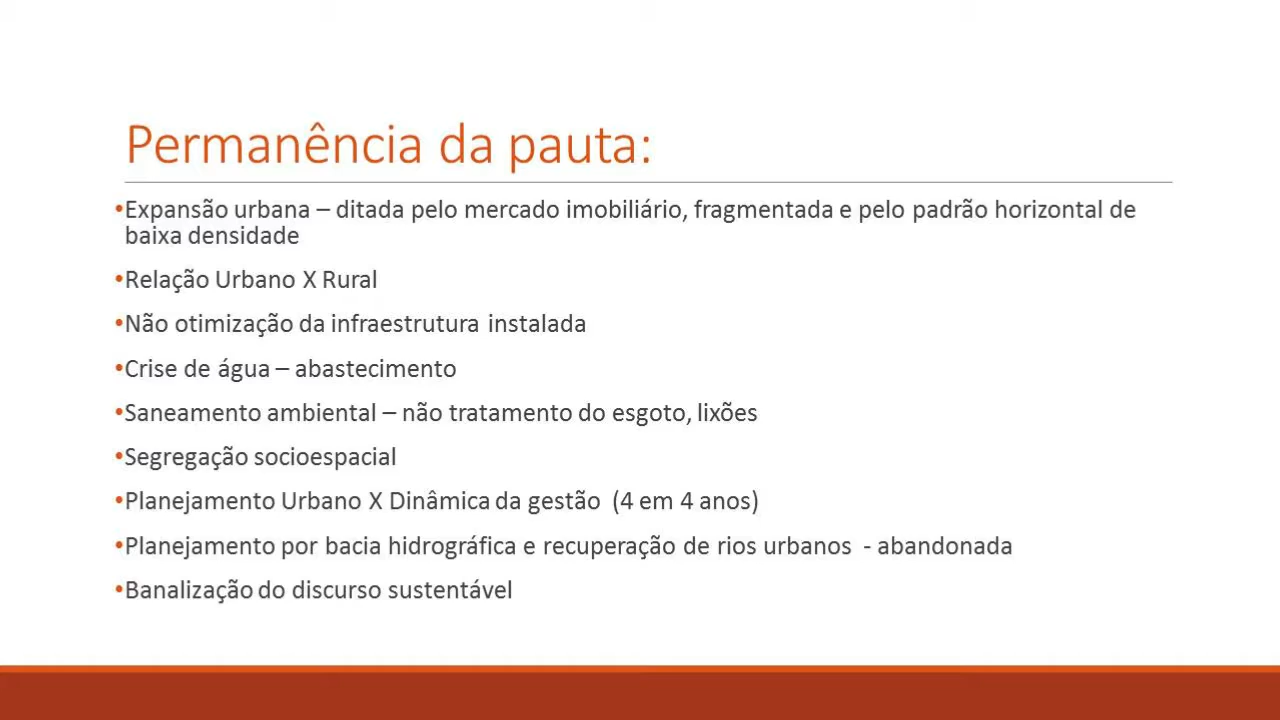 Permanência da pauta:
•Expansão urbana – ditada pelo mercado imobiliário, fragmentada e pelo padrão horizontal de
baixa densidade
•Relação Urbano X Rural
•Não otimização da infraestrutura instalada
•Crise de água – abastecimento
•Saneamento ambiental – não tratamento do esgoto, lixões
•Segregação socioespacial
•Planejamento Urbano X Dinâmica da gestão (4 em 4 anos)
•Planejamento por bacia hidrográfica e recuperação de rios urbanos - abandonada
•Banalização do discurso sustentável